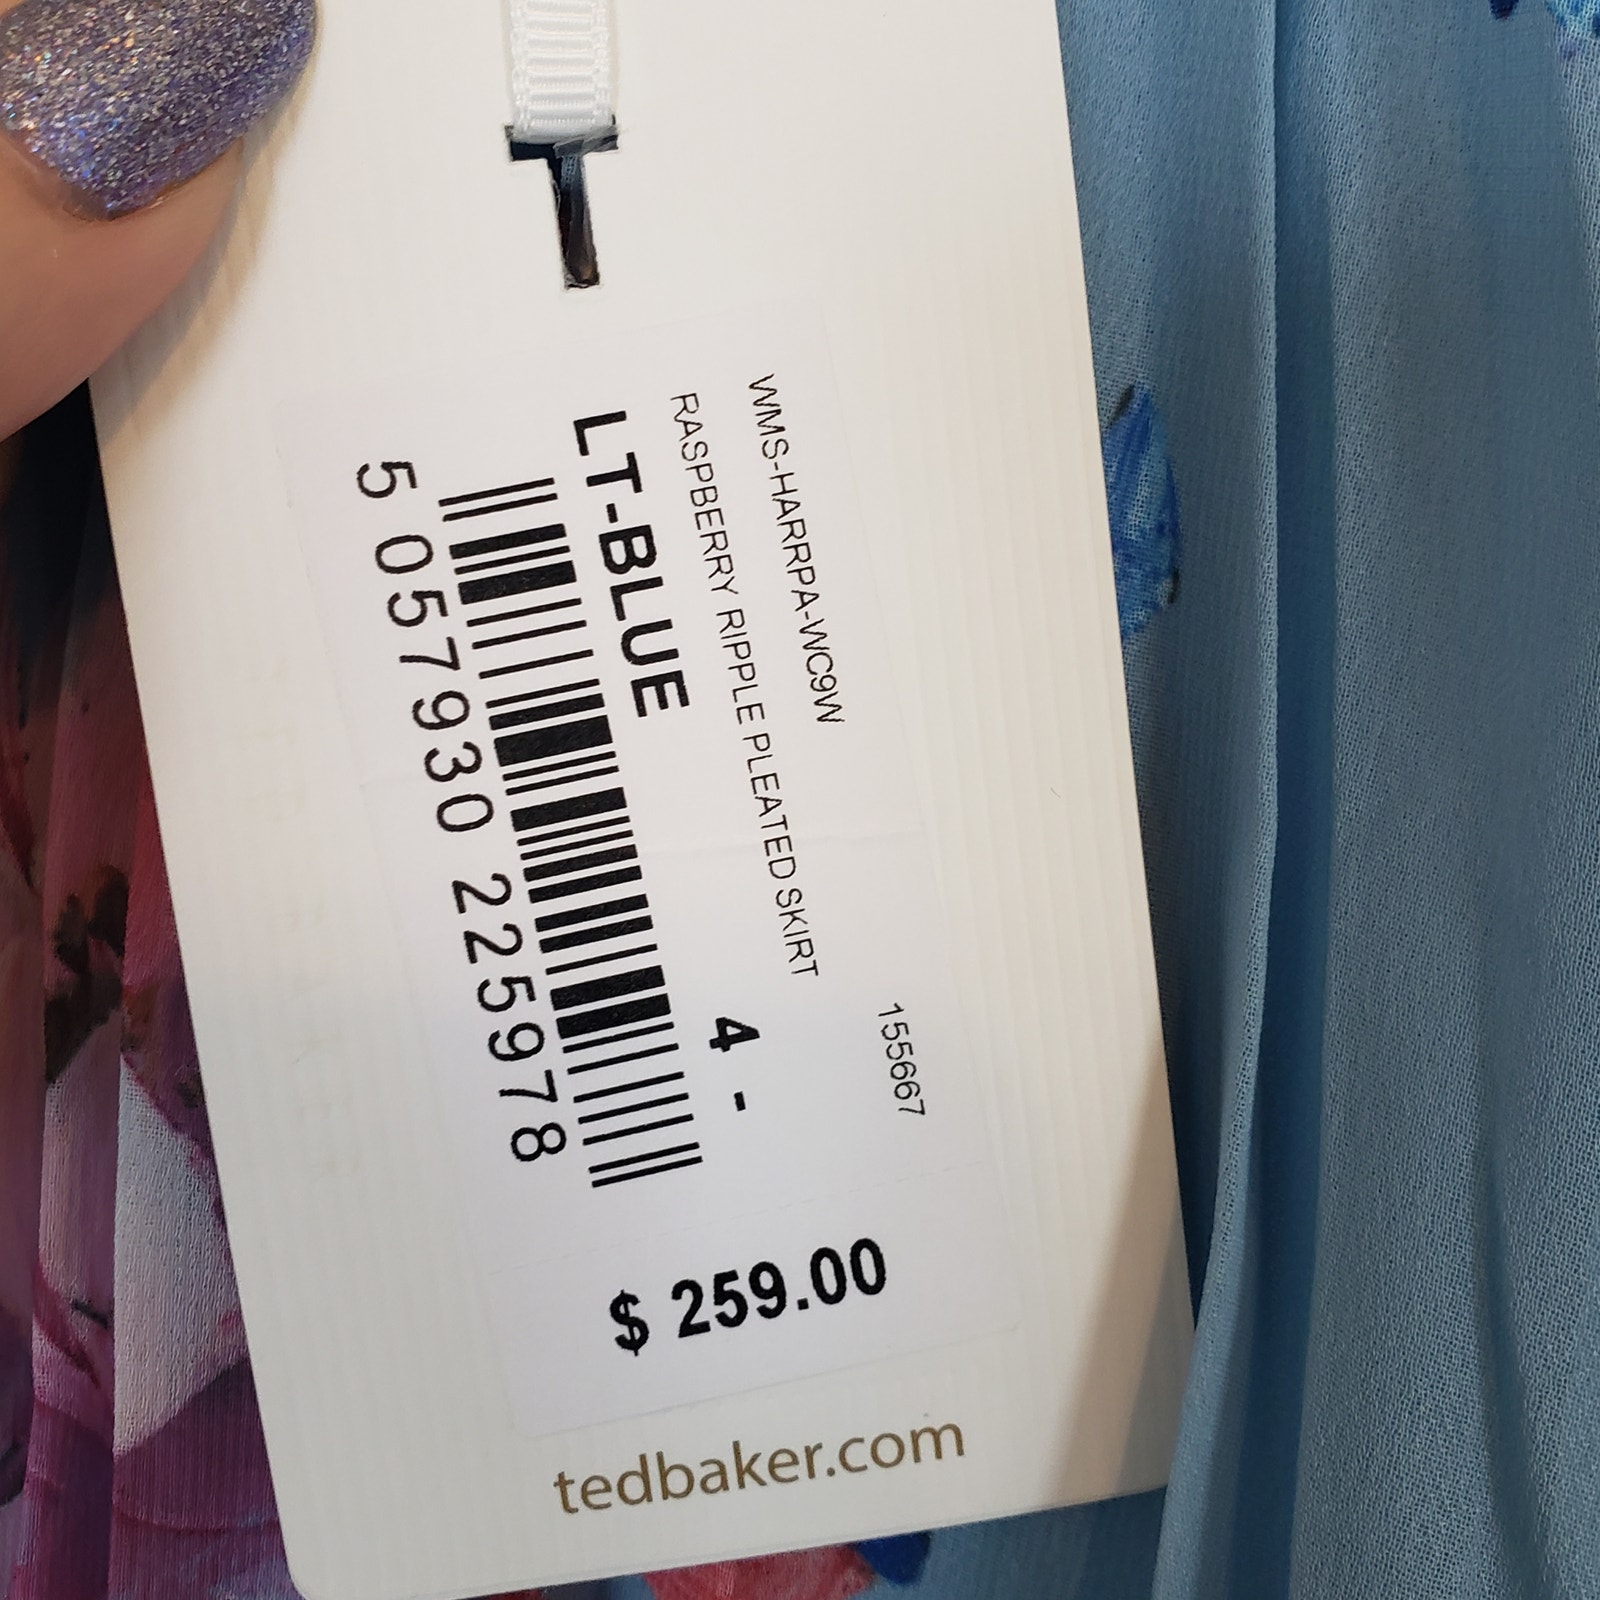 WMS-HARRPA-WC9W
155667
RASPBERRY RIPPLE PLEATED SKIRT
LT-BLUE
4 -
5 057930 225978
$ 259.00
tedbaker.com